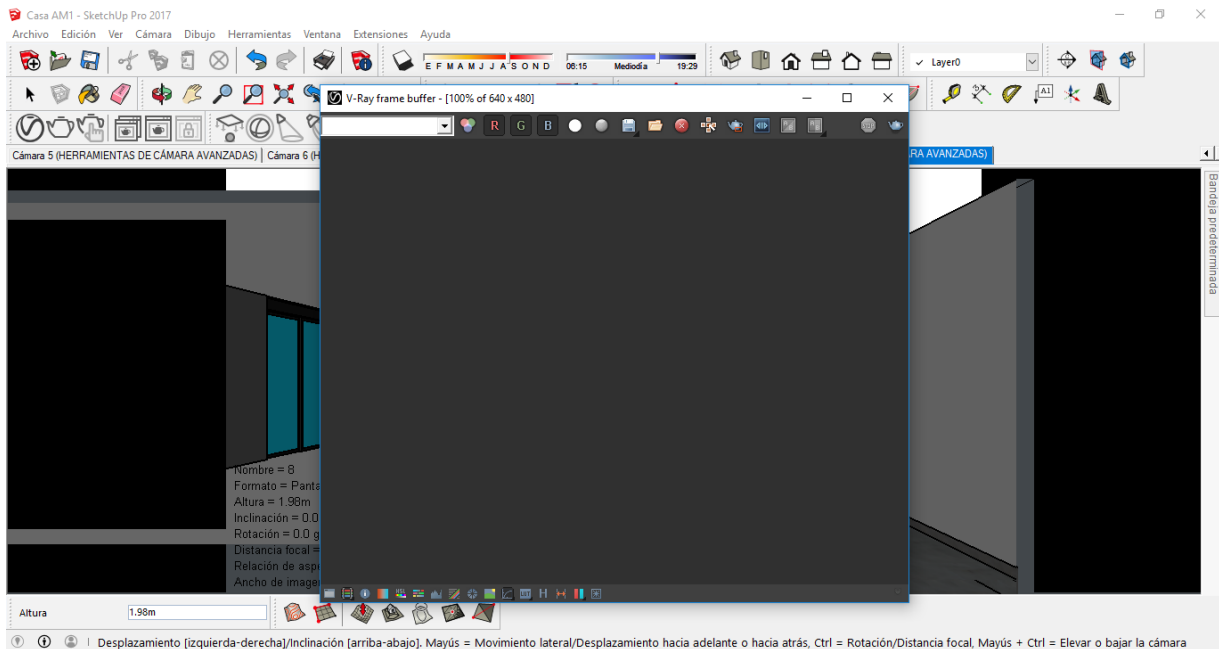 Casa AM1 - SketchUp Pro 2017
Archivo Edición Ver Cámara Dibujo Herramientas Ventana Extensiones Ayuda
E F M A M J J A S O N D 06:15 Mediodía 19:29 Layer0
V-Ray frame buffer - [100% of 640 x 480]
A1
R G B
Cámara 5 (HERRAMIENTAS DE CÁMARA AVANZADAS) Cámara 6 (H
RA AVANZADAS)
Bandeja predeterminada
Nombre = 8
Formato = Panta
Altura = 1.98m
Inclinación = 0.0
Rotación = 0.0 g
Distancia focal =
Relación de aspe
Ancho de image
H
Altura 1.98m
Desplazamiento [izquierda-derecha]/Inclinación [arriba-abajo]. Mayús = Movimiento lateral/Desplazamiento hacia adelante o hacia atrás, Ctrl = Rotación/Distancia focal, Mayús + Ctrl = Elevar o bajar la cámara